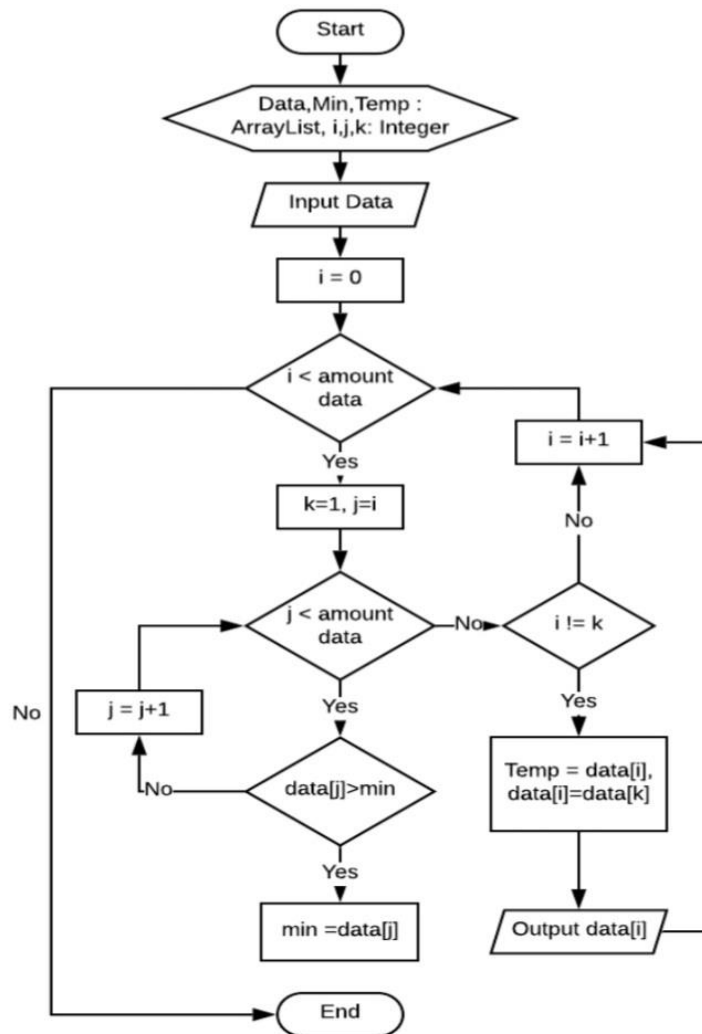 Start
Data,Min,Temp :
ArrayList, i,j,k: Integer
Input Data
i = 0
i < amount
data
Yes
i = i+1
k=1, j=i
No
j < amount
data
No
i != k
Yes
Yes
j = j+1
No
data[j]>min
No
Temp = data[i],
data[i]=data[k]
Yes
min =data[j]
Output data[i]
End